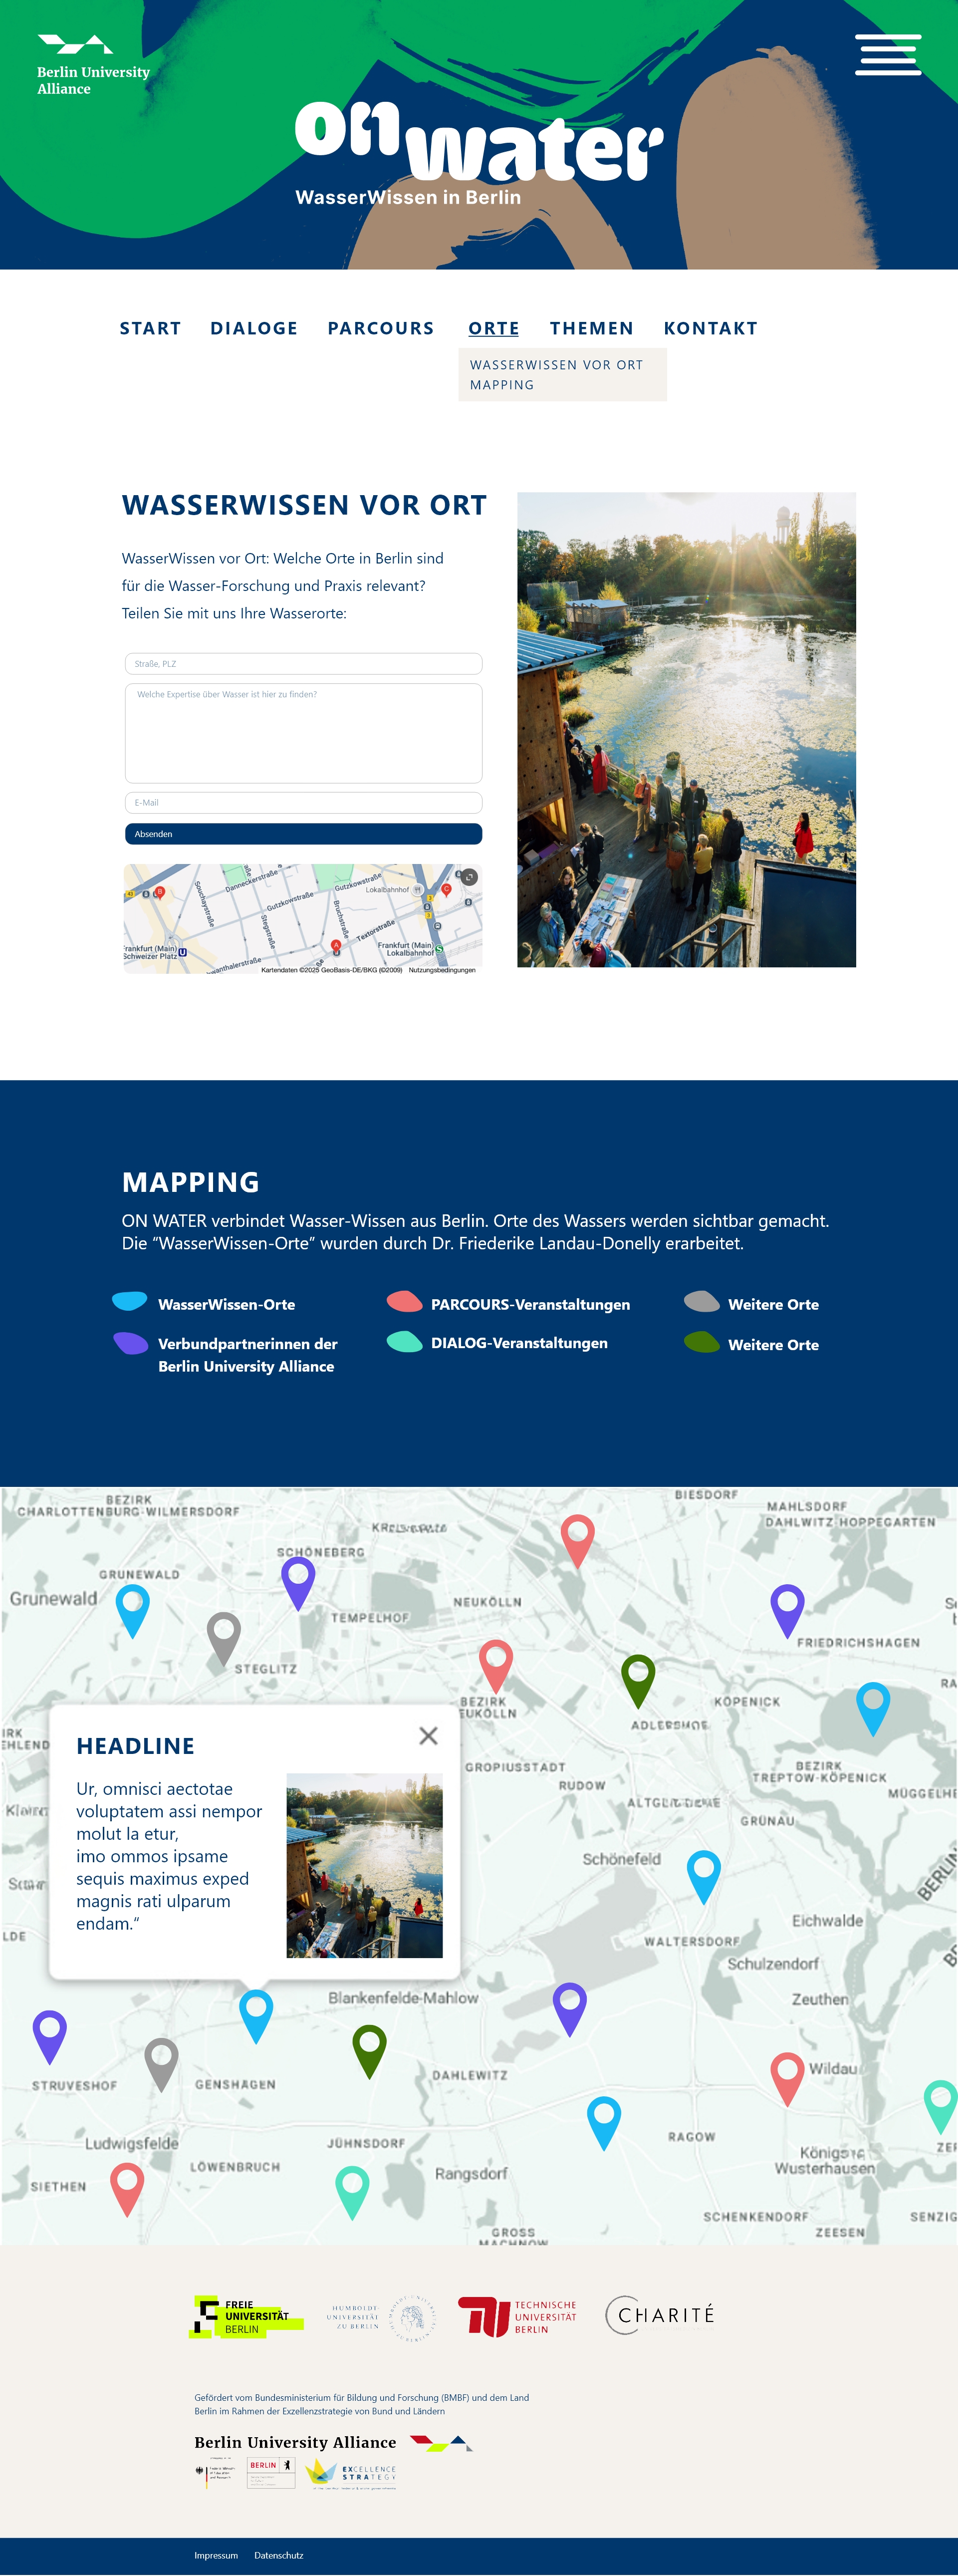 Berlin University
Alliance
on water
WasserWissen in Berlin
START DIALOGE PARCOURS ORTE THEMEN KONTAKT
WASSERWISSEN VOR ORT
MAPPING
WASSERWISSEN VOR ORT
WasserWissen vor Ort: Welche Orte in Berlin sind
für die Wasser-Forschung und Praxis relevant?
Teilen Sie mit uns Ihre Wasserorte:
Straße, PLZ
Welche Expertise über Wasser ist hier zu finden?
E-Mail
Absenden
Danneckerstraße
Gutzkowstraße
Lokalbahnhof
Souchaystraße
Gutzkowstraße
Stegstraße
Bruchstraße
Textorstraße
Frankfurt (Main)
Schweizer Platz
Frankfurt (Main)
Lokalbahnhof
Kartendaten ©2025 GeoBasis-DE/BKG (©2009) Nutzungsbedingungen
MAPPING
ON WATER verbindet Wasser-Wissen aus Berlin. Orte des Wassers werden sichtbar gemacht.
Die “WasserWissen-Orte” wurden durch Dr. Friederike Landau-Donelly erarbeitet.
WasserWissen-Orte
PARCOURS-Veranstaltungen
Weitere Orte
Verbundpartnerinnen der
Berlin University Alliance
DIALOG-Veranstaltungen
Weitere Orte
BEZIRK
CHARLOTTENBURG-WILMERSDORF
BIESDORF
MAHLSDORF
DAHLWITZ-HOPPEGARTEN
SCHÖNEBERG
GRUNEWALD
Grunewald
TEMPELHOF
NEUKÖLLN
FRIEDRICHSHAGEN
STEGLITZ
BEZIRK
KÖPENICK
GROPIUSSTADT
RUDOW
BEZIRK
TREPTOW-KÖPENICK
GRÜNAU
HEADLINE
Ur, omnisci aectotae
voluptatem assi nempor
molut la etur,
imo ommos ipsame
sequis maximus exped
magnis rati ulparum
endam.”
Schönefeld
Eichwalde
WALTERSDORF
Schulzendorf
Blankenfelde-Mahlow
Zeuthen
DAHLEWITZ
Wildau
STRUVESHOF
GENSHAGEN
Ludwigsfelde
JÜHNSDORF
RAGOW
Wusterhausen
LÖWENBRUCH
Rangsdorf
SIETHEN
SCHENKENDORF
GROSS
MACHNOW
ZEESEN
FREIE
UNIVERSITÄT
BERLIN
HUMBOLDT-
UNIVERSITÄT
ZU BERLIN
TECHNISCHE
UNIVERSITÄT
BERLIN
CHARITÉ
Gefördert vom Bundesministerium für Bildung und Forschung (BMBF) und dem Land
Berlin im Rahmen der Exzellenzstrategie von Bund und Ländern
Berlin University Alliance
BERLIN
EXCELLENCE
STRATEGY
Impressum Datenschutz